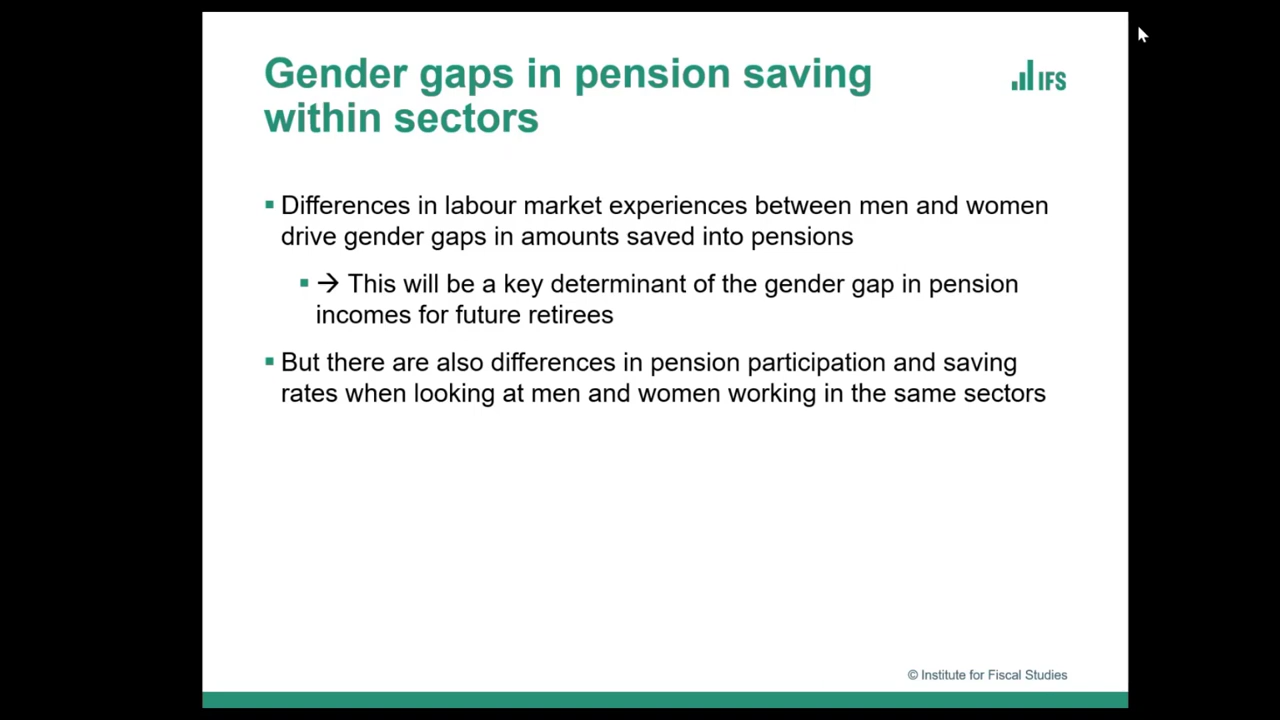 Gender gaps in pension saving
within sectors
IFS
▪ Differences in labour market experiences between men and women
drive gender gaps in amounts saved into pensions
▪ → This will be a key determinant of the gender gap in pension
incomes for future retirees
▪ But there are also differences in pension participation and saving
rates when looking at men and women working in the same sectors
© Institute for Fiscal Studies